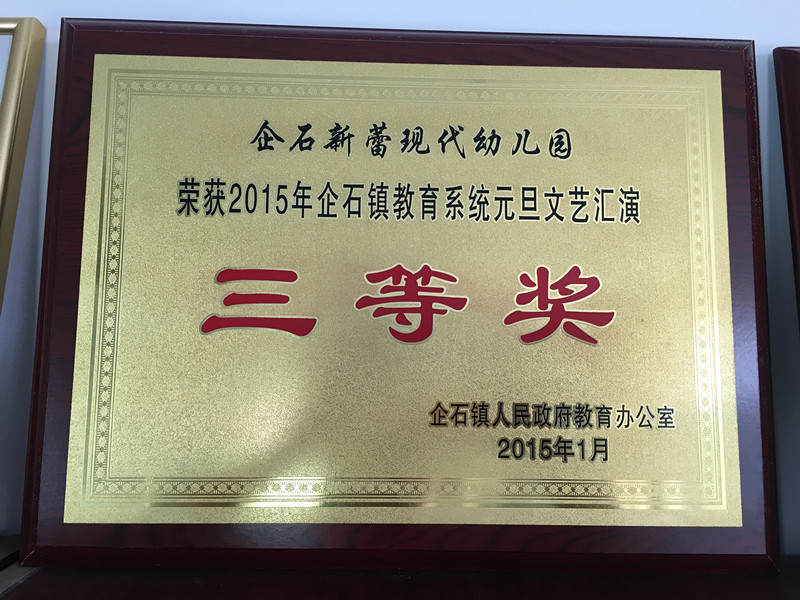 企石新蕾现代幼儿园
荣获2015年企石镇教育系统元旦文艺汇演
三等奖
企石镇人民政府教育办公室
2015年1月